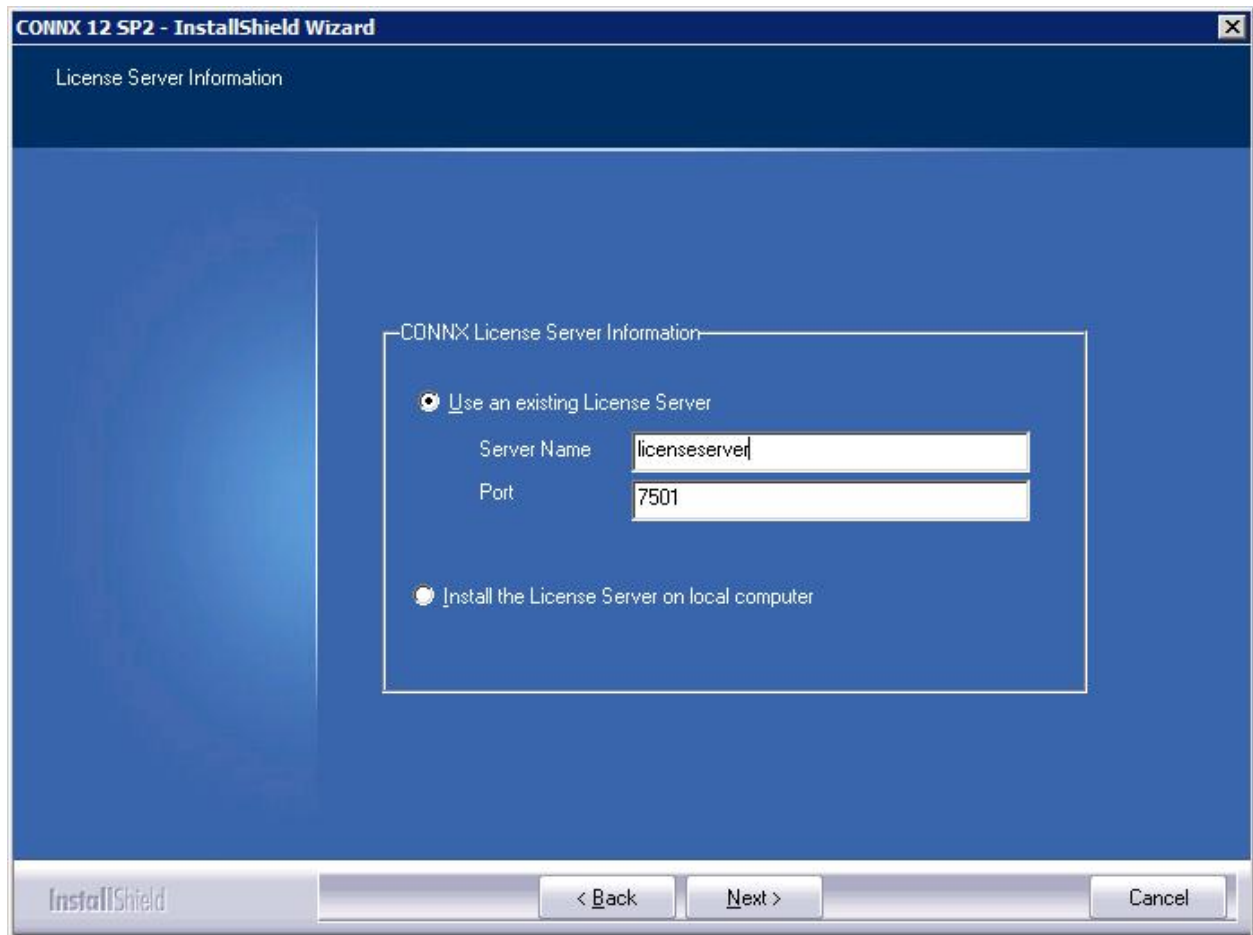 CONNX 12 SP2 - InstallShield Wizard
License Server Information
CONNX License Server Information
Use an existing License Server
Server Name licenseserver
Port 7501
Install the License Server on local computer
InstallShield
< Back Next > Cancel